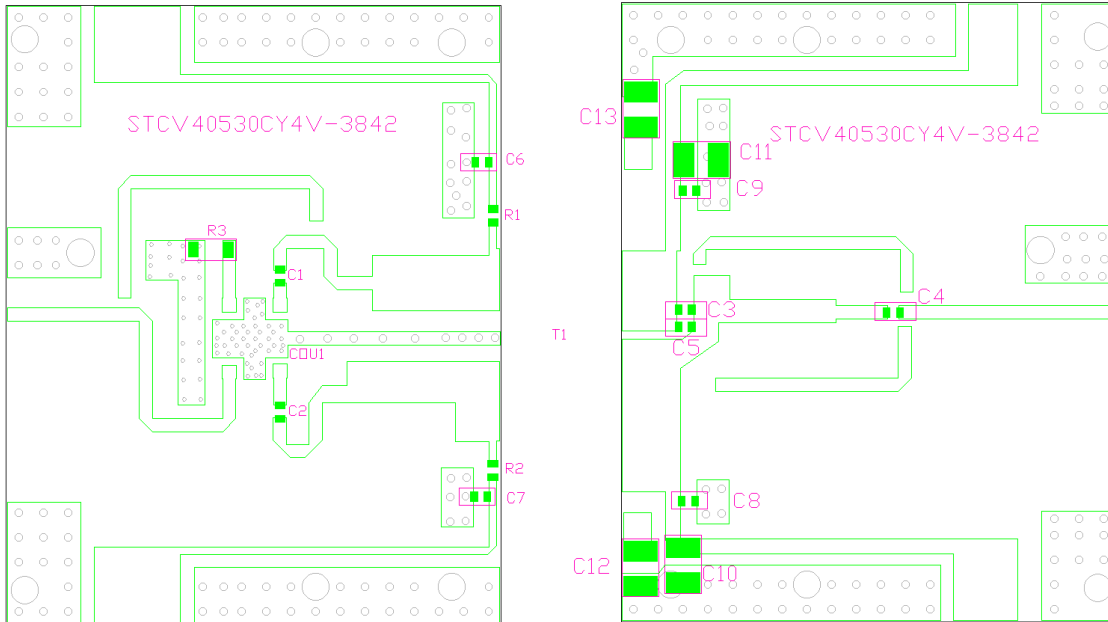 STCV40530CY4V-3842
C6
R1
R3
C1
COU1
C2
R2
C7
T1
C13
STCV40530CY4V-3842
C11
C9
C4
C3
C5
C8
C12
C10